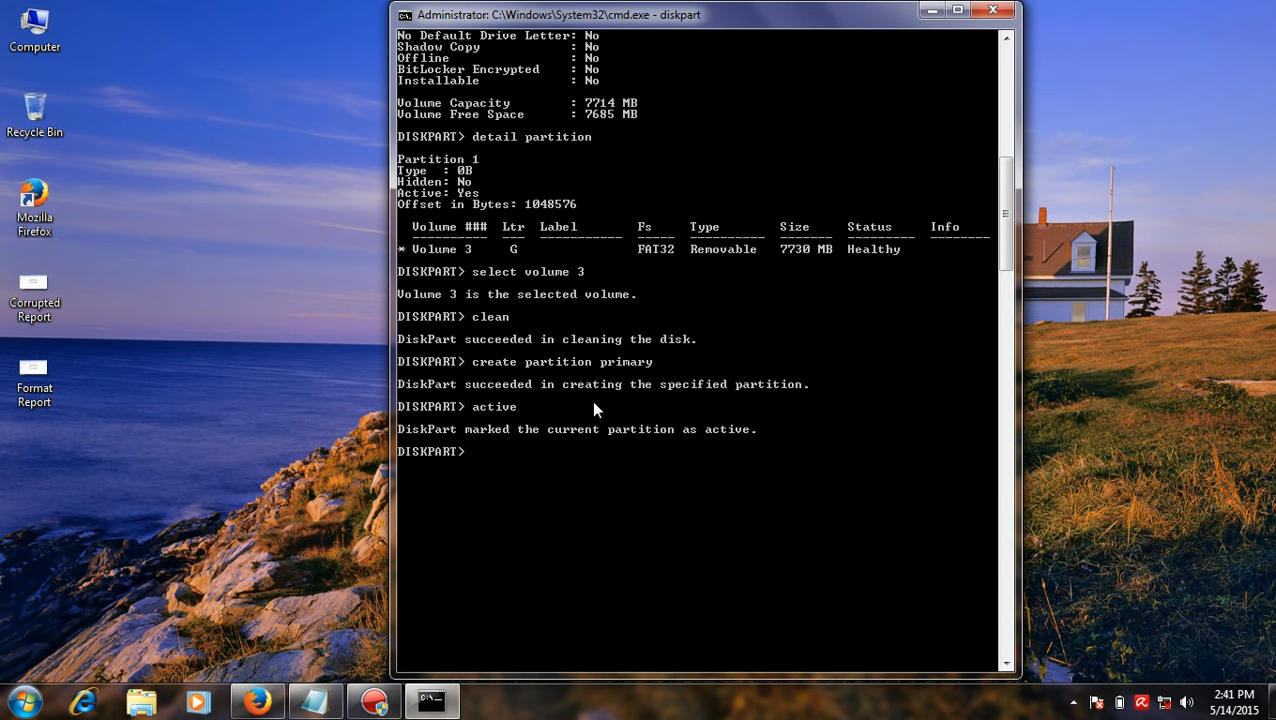 Administrator: C:\Windows\System32\cmd.exe - diskpart
Computer
Recycle Bin
Mozilla
Firefox
Corrupted
Report
Format
Report
No Default Drive Letter: No
Shadow Copy : No
Offline : No
BitLocker Encrypted : No
Installable : No
Volume Capacity : 7714 MB
Volume Free Space : 7685 MB
DISKPART> detail partition
Partition 1
Type : 0B
Hidden: No
Active: Yes
Offset in Bytes: 1048576
Volume ### Ltr Label Fs Type Size Status Info
---------- --- ----------- ----- ---------- ------- --------- --------
* Volume 3 G FAT32 Removable 7730 MB Healthy
DISKPART> select volume 3
Volume 3 is the selected volume.
DISKPART> clean
DiskPart succeeded in cleaning the disk.
DISKPART> create partition primary
DiskPart succeeded in creating the specified partition.
DISKPART> active
DiskPart marked the current partition as active.
DISKPART>
C:\_
2:41 PM
5/14/2015